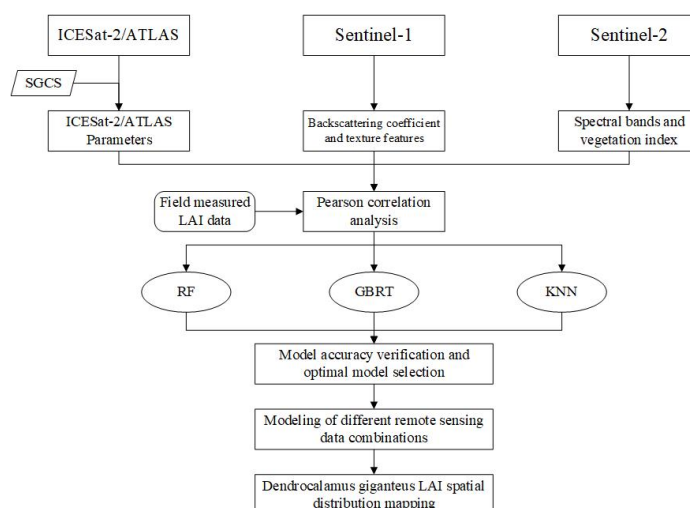 ICESat-2/ATLAS
Sentinel-1
Sentinel-2
SGCS
ICESat-2/ATLAS
Parameters
Backscattering coefficient
and texture features
Spectral bands and
vegetation index
Field measured
LAI data
Pearson correlation
analysis
RF
GBRT
KNN
Model accuracy verification and
optimal model selection
Modeling of different remote sensing
data combinations
Dendrocalamus giganteus LAI spatial
distribution mapping